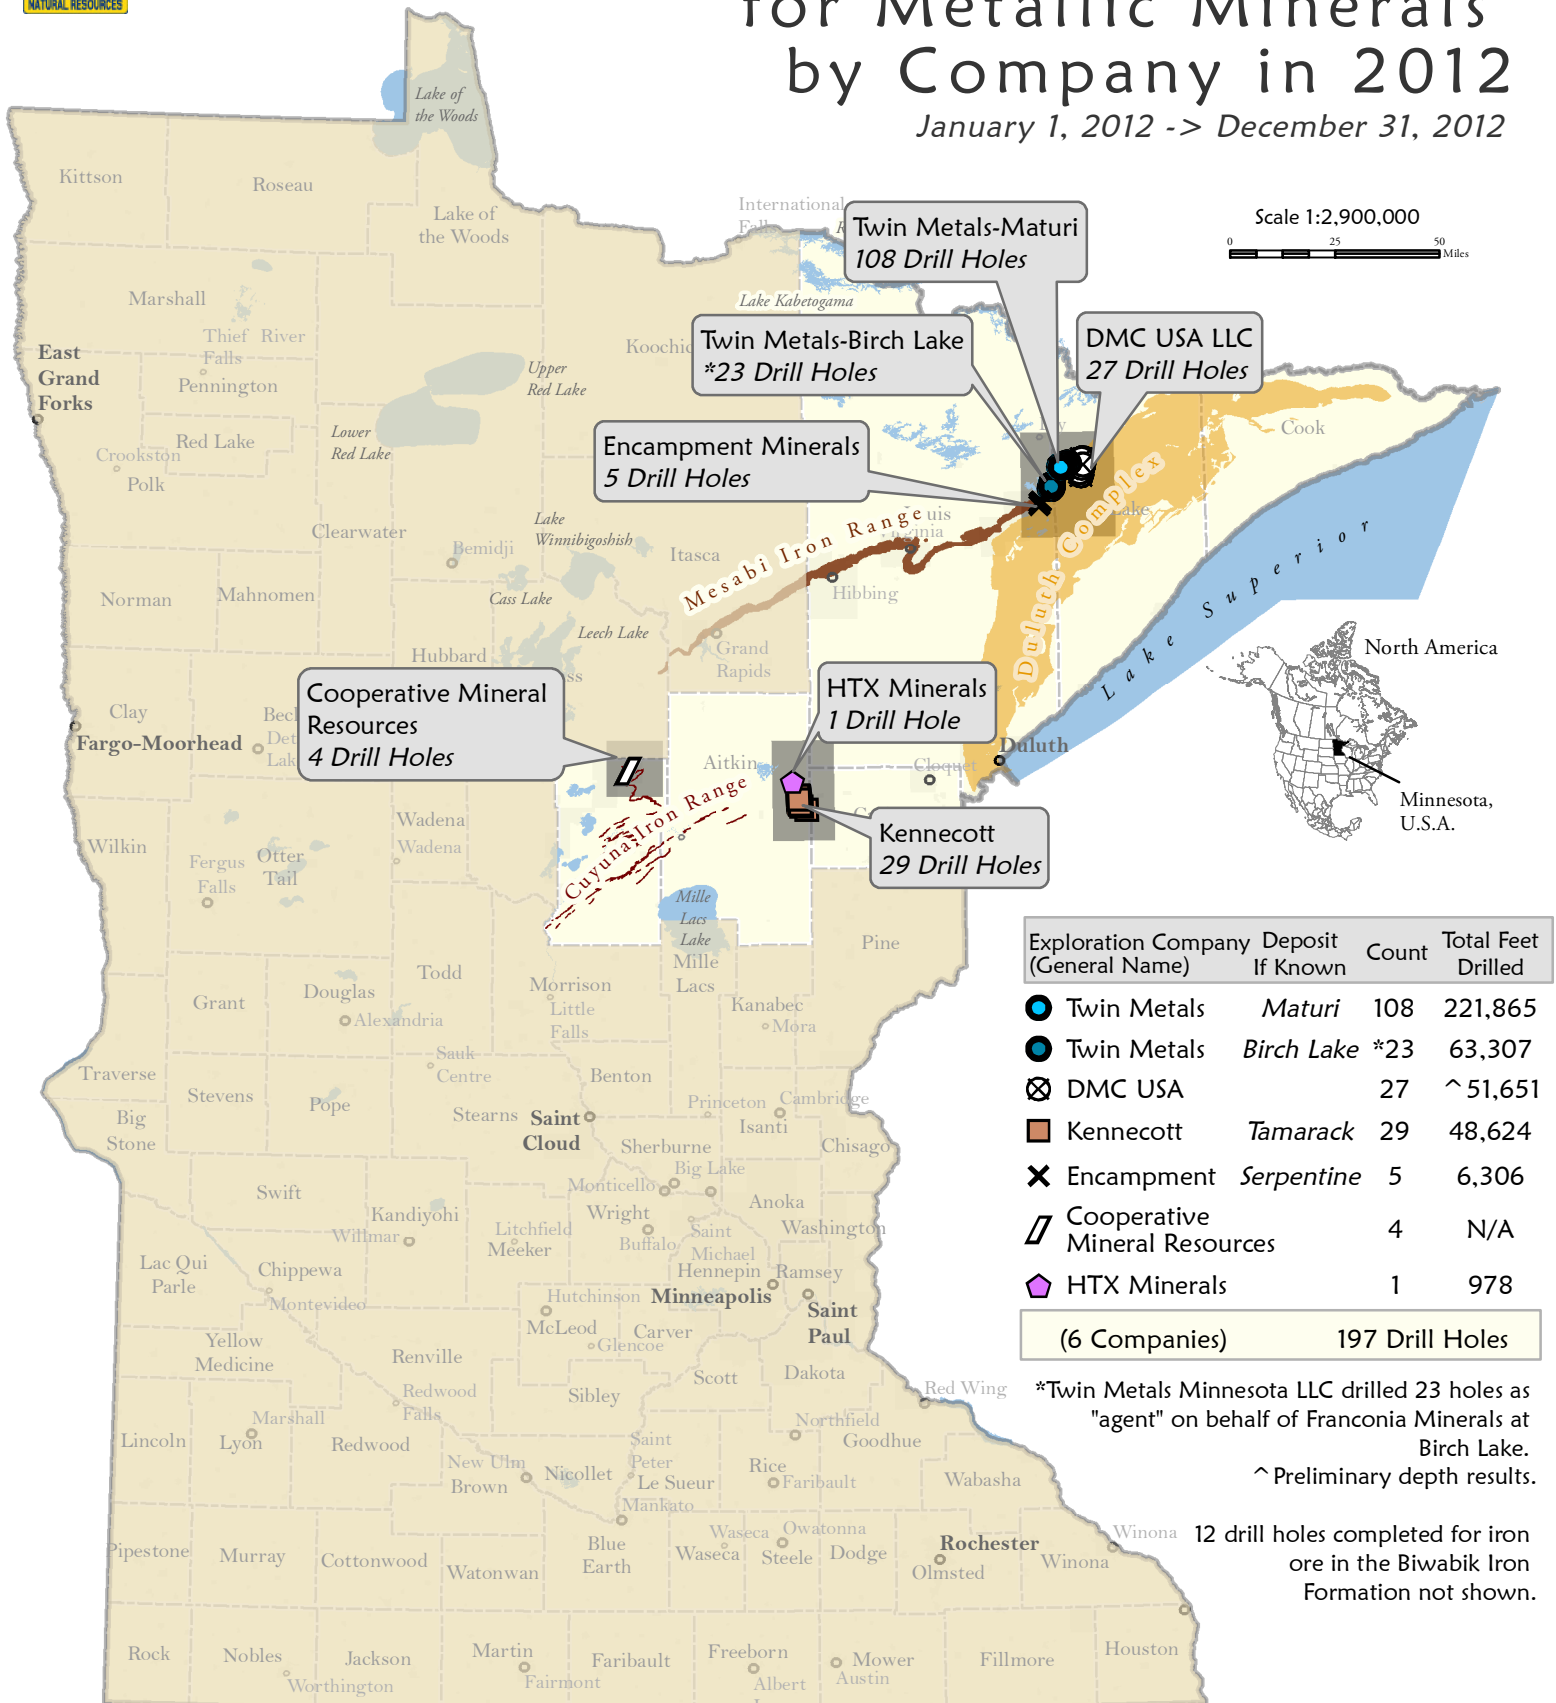 NATURAL RESOURCES
for Metallic Minerals
by Company in 2012
January 1, 2012 -> December 31, 2012
Scale 1:2,900,000
0 25 50
Miles
Lake of
the Woods
Kittson
Roseau
Lake of
the Woods
International
Twin Metals-Maturi
108 Drill Holes
Marshall
Lake Kabetogama
Thief River
Falls
Twin Metals-Birch Lake
*23 Drill Holes
DMC USA LLC
27 Drill Holes
East
Grand
Forks
Pennington
Upper
Red Lake
Lower
Red Lake
Red Lake
Crookston
Polk
Encampment Minerals
5 Drill Holes
Cook
Clearwater
Lake
Winnibigoshish
Bemidji
Itasca
Mesabi Iron Range
Duluth Complex
Lake
Lake Superior
Norman
Mahnomen
Cass Lake
Hibbing
Leech Lake
Grand
Rapids
Hubbard
North America
Minnesota,
U.S.A.
Cooperative Mineral
Resources
4 Drill Holes
HTX Minerals
1 Drill Hole
Clay
Fargo-Moorhead
Duluth
Aitkin
Cloquet
Cuyuna Iron Range
Kennecott
29 Drill Holes
Wadena
Wadena
Wilkin
Fergus
Falls
Otter
Tail
Mille
Lacs
Lake
Mille
Lacs
Pine
Exploration Company
(General Name)
Deposit
If Known
Count
Total Feet
Drilled
Twin Metals Maturi 108 221,865
Twin Metals Birch Lake *23 63,307
DMC USA 27 ^51,651
Kennecott Tamarack 29 48,624
Encampment Serpentine 5 6,306
Cooperative
Mineral Resources 4 N/A
HTX Minerals 1 978
(6 Companies) 197 Drill Holes
*Twin Metals Minnesota LLC drilled 23 holes as
"agent" on behalf of Franconia Minerals at
Birch Lake.
^Preliminary depth results.
12 drill holes completed for iron
ore in the Biwabik Iron
Formation not shown.
Grant
Douglas
Alexandria
Todd
Morrison
Little
Falls
Kanabec
Mora
Traverse
Stevens
Pope
Sauk
Centre
Benton
Big
Stone
Stearns
Saint
Cloud
Princeton
Cambridge
Isanti
Sherburne
Chisago
Big Lake
Monticello
Swift
Kandiyohi
Willmar
Litchfield
Meeker
Wright
Buffalo
Saint
Michael
Anoka
Washington
Lac Qui
Parle
Chippewa
Montevideo
Hennepin
Ramsey
Hutchinson
Minneapolis
Saint
Paul
McLeod
Glencoe
Carver
Yellow
Medicine
Renville
Scott
Dakota
Redwood
Falls
Sibley
Red Wing
Marshall
Lincoln
Lyon
Redwood
Northfield
Goodhue
New Ulm
Brown
Nicollet
Saint
Peter
Le Sueur
Rice
Faribault
Wabasha
Mankato
Pipestone
Murray
Cottonwood
Watonwan
Blue
Earth
Waseca
Waseca
Owatonna
Steele
Dodge
Rochester
Olmsted
Winona
Winona
Rock
Nobles
Worthington
Jackson
Martin
Fairmont
Faribault
Freeborn
Albert
Mower
Austin
Fillmore
Houston